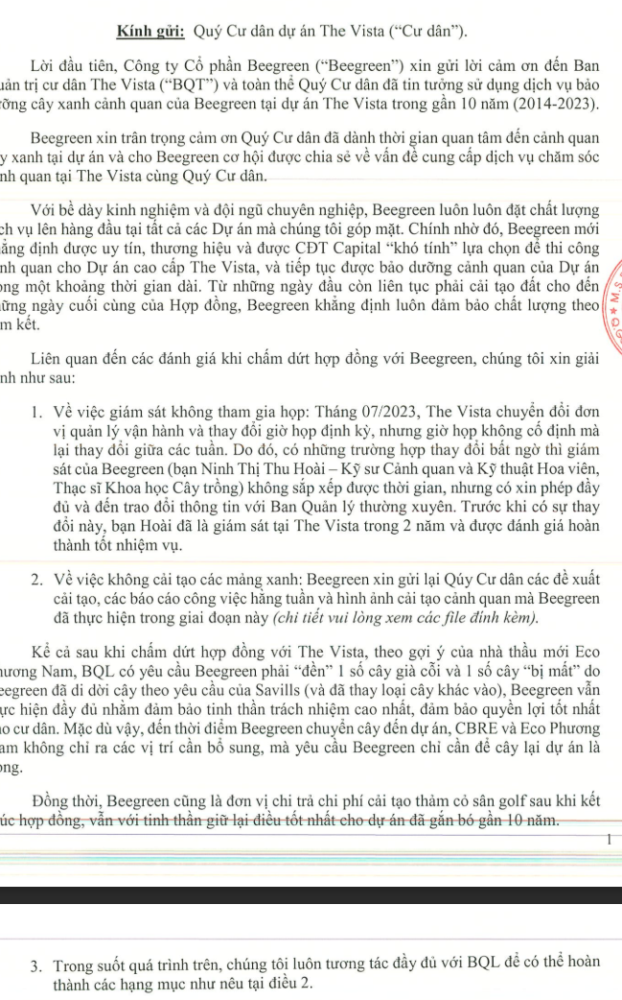 Kính gửi: Quý Cư dân dự án The Vista (“Cư dân”).
Lời đầu tiên, Công ty Cổ phần Beegreen (“Beegreen”) xin gửi lời cảm ơn đến Ban
trị cư dân The Vista (“BQT”) và toàn thể Quý Cư dân đã tin tưởng sử dụng dịch vụ bảo
cây xanh cảnh quan của Beegreen tại dự án The Vista trong gần 10 năm (2014-2023).
Beegreen xin trân trọng cảm ơn Quý Cư dân đã dành thời gian quan tâm đến cảnh quan
y xanh tại dự án và cho Beegreen cơ hội được chia sẻ về vấn đề cung cấp dịch vụ chăm sóc
nh quan tại The Vista cùng Quý Cư dân.
Với bề dày kinh nghiệm và đội ngũ chuyên nghiệp, Beegreen luôn luôn đặt chất lượng
ch vụ lên hàng đầu tại tất cả các Dự án mà chúng tôi góp mặt. Chính nhờ đó, Beegreen mới
định được uy tín, thương hiệu và được CĐT Capital “khó tính” lựa chọn để thi công
nh quan cho Dự án cao cấp The Vista, và tiếp tục được bảo dưỡng cảnh quan của Dự án
ong một khoảng thời gian dài. Từ những ngày đầu còn liên tục phải cải tạo đất cho đến
ững ngày cuối cùng của Hợp đồng, Beegreen khẳng định luôn đảm bảo chất lượng theo
m kết.
Liên quan đến các đánh giá khi chấm dứt hợp đồng với Beegreen, chúng tôi xin giải
nh như sau:
1. Về việc giám sát không tham gia họp: Tháng 07/2023, The Vista chuyển đổi đơn
vị quản lý vận hành và thay đổi giờ họp định kỳ, nhưng giờ họp không cố định mà
lại thay đổi giữa các tuần. Do đó, có những trường hợp thay đổi bất ngờ thì giám
sát của Beegreen (bạn Ninh Thị Thu Hoài – Kỹ sư Cảnh quan và Kỹ thuật Hoa viên,
Thạc sĩ Khoa học Cây trồng) không sắp xếp được thời gian, nhưng có xin phép đầy
đủ và đến trao đổi thông tin với Ban Quản lý thường xuyên. Trước khi có sự thay
đổi này, bạn Hoài đã là giám sát tại The Vista trong 2 năm và được đánh giá hoàn
thành tốt nhiệm vụ.
2. Về việc không cải tạo các mảng xanh: Beegreen xin gửi lại Qúy Cư dân các đề xuất
cải tạo, các báo cáo công việc hằng tuần và hình ảnh cải tạo cảnh quan mà Beegreen
đã thực hiện trong giai đoạn này (chi tiết vui lòng xem các file đính kèm).
Kể cả sau khi chấm dứt hợp đồng với The Vista, theo gợi ý của nhà thầu mới Eco
ương Nam, BQL có yêu cầu Beegreen phải “đền” 1 số cây già cỗi và 1 số cây “bị mất” do
eegreen đã di dời cây theo yêu cầu của Savills (và đã thay loại cây khác vào), Beegreen vẫn
ực hiện đầy đủ nhằm đảm bảo tinh thần trách nhiệm cao nhất, đảm bảo quyền lợi tốt nhất
o cư dân. Mặc dù vậy, đến thời điểm Beegreen chuyển cây đến dự án, CBRE và Eco Phương
am không chỉ ra các vị trí cần bổ sung, mà yêu cầu Beegreen chỉ cần để cây lại dự án là
ong.
Đồng thời, Beegreen cũng là đơn vị chi trả chi phí cải tạo thảm cỏ sân golf sau khi kết
úc hợp đồng, vẫn với tinh thần giữ lại điều tốt nhất cho dự án đã gắn bó gần 10 năm.
1
3. Trong suốt quá trình trên, chúng tôi luôn tương tác đầy đủ với BQL để có thể hoàn
thành các hạng mục như nêu tại điều 2.